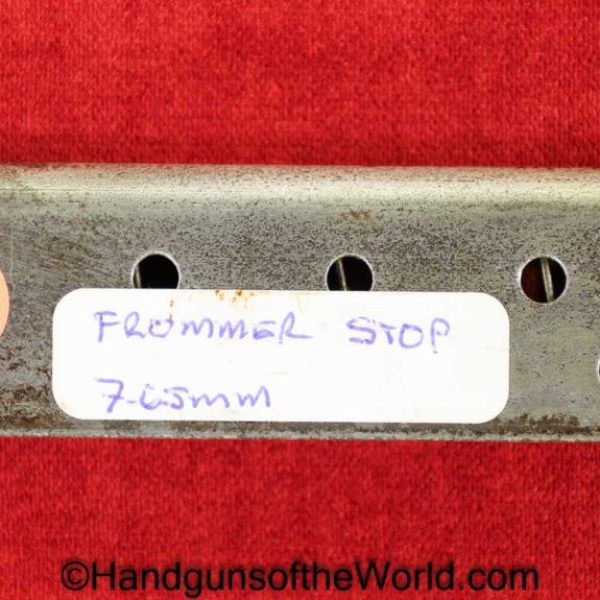 FROMMER STOP
7.65mm
©HandgunsoftheWorld.com